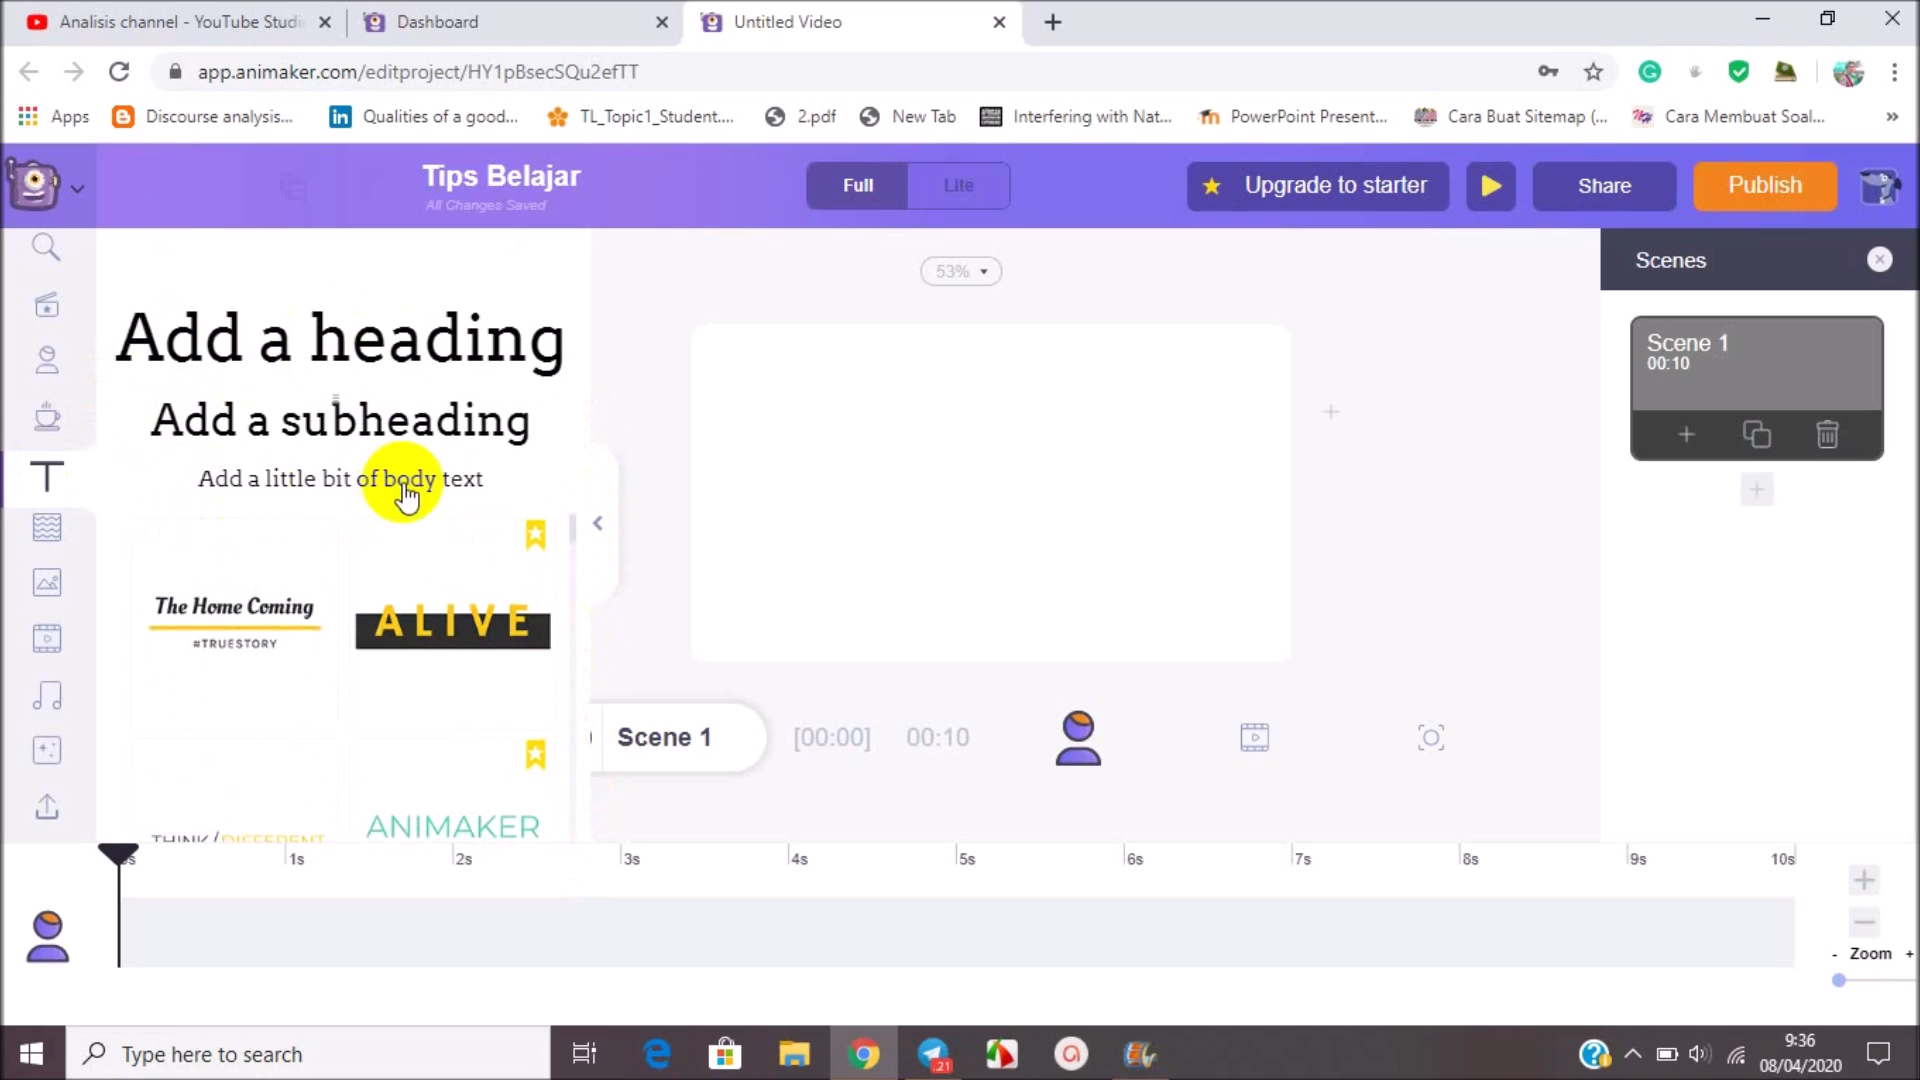 Analisis channel - YouTube Studi
Dashboard
Untitled Video
app.animaker.com/editproject/HY1pBsecSQu2efTT
Apps
Discourse analysis...
Qualities of a good...
TL_Topic1_Student....
2.pdf
New Tab
Interfering with Nat...
PowerPoint Present...
Cara Buat Sitemap (...
Cara Membuat Soal...
»
Tips Belajar
All Changes Saved
Full
Lite
Upgrade to starter
Share
Publish
53%
Scenes
Add a heading
Add a subheading
Add a little bit of body text
Scene 1
00:10
The Home Coming
#TRUESTORY
ALIVE
THINK/DIFFERENT
ANIMAKER
Scene 1
[00:00]
00:10
1s
2s
3s
4s
5s
6s
7s
8s
9s
10s
- Zoom +
Type here to search
21
9:36
08/04/2020